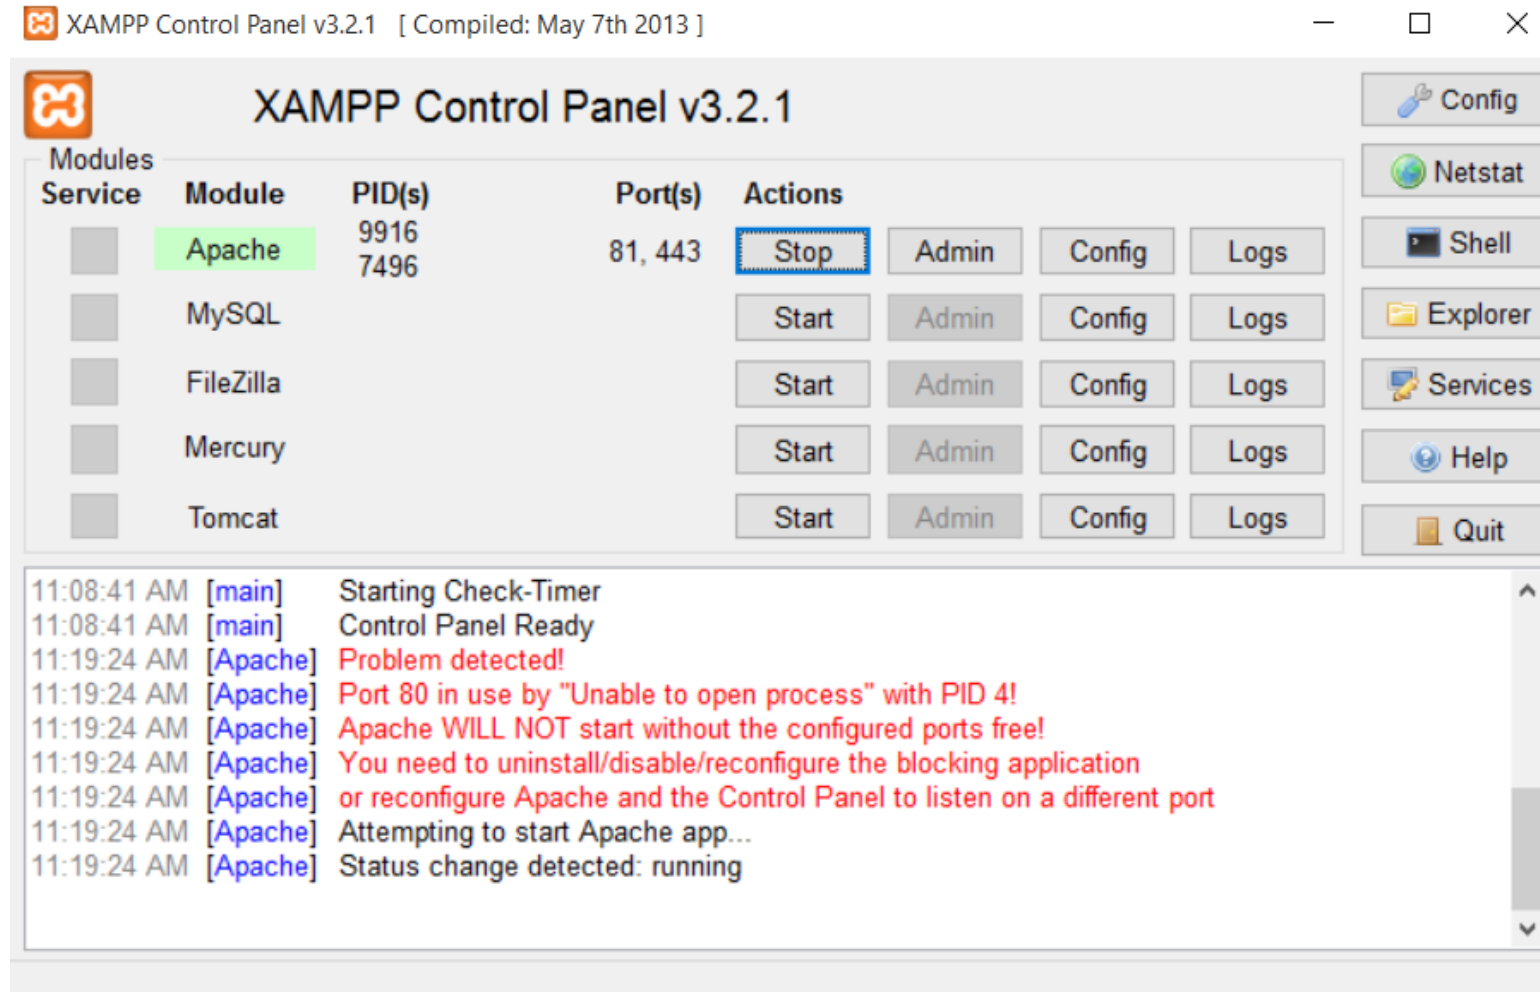 XAMPP Control Panel v3.2.1 [ Compiled: May 7th 2013 ]
XAMPP Control Panel v3.2.1
Config
Modules
Service Module PID(s) Port(s) Actions
Netstat
Apache 9916 7496 81, 443 Stop Admin Config Logs
Shell
MySQL Start Admin Config Logs
Explorer
FileZilla Start Admin Config Logs
Services
Mercury Start Admin Config Logs
Help
Tomcat Start Admin Config Logs
Quit
11:08:41 AM [main] Starting Check-Timer
11:08:41 AM [main] Control Panel Ready
11:19:24 AM [Apache] Problem detected!
11:19:24 AM [Apache] Port 80 in use by "Unable to open process" with PID 4!
11:19:24 AM [Apache] Apache WILL NOT start without the configured ports free!
11:19:24 AM [Apache] You need to uninstall/disable/reconfigure the blocking application
11:19:24 AM [Apache] or reconfigure Apache and the Control Panel to listen on a different port
11:19:24 AM [Apache] Attempting to start Apache app...
11:19:24 AM [Apache] Status change detected: running